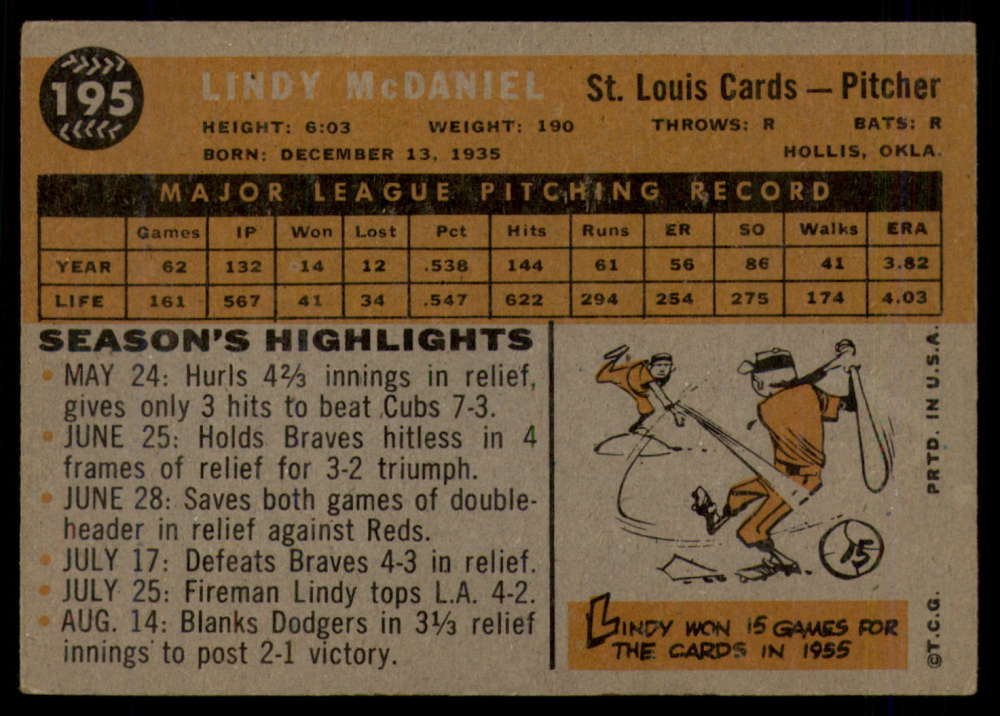 195
LINDY McDANIEL
St. Louis Cards — Pitcher
HEIGHT: 6:03 WEIGHT: 190 THROWS: R BATS: R
BORN: DECEMBER 13, 1935 HOLLIS, OKLA.
MAJOR LEAGUE PITCHING RECORD
Games IP Won Lost Pct Hits Runs ER SO Walks ERA
YEAR 62 132 14 12 .538 144 61 56 86 41 3.82
LIFE 161 567 41 34 .547 622 294 254 275 174 4.03
SEASON'S HIGHLIGHTS
• MAY 24: Hurls 4⅔ innings in relief,
gives only 3 hits to beat Cubs 7-3.
• JUNE 25: Holds Braves hitless in 4
frames of relief for 3-2 triumph.
• JUNE 28: Saves both games of double-
header in relief against Reds.
• JULY 17: Defeats Braves 4-3 in relief.
• JULY 25: Fireman Lindy tops L.A. 4-2.
• AUG. 14: Blanks Dodgers in 3⅓ relief
innings to post 2-1 victory.
15
LINDY WON 15 GAMES FOR
THE CARDS IN 1955
©T.C.G. PRTD. IN U.S.A.